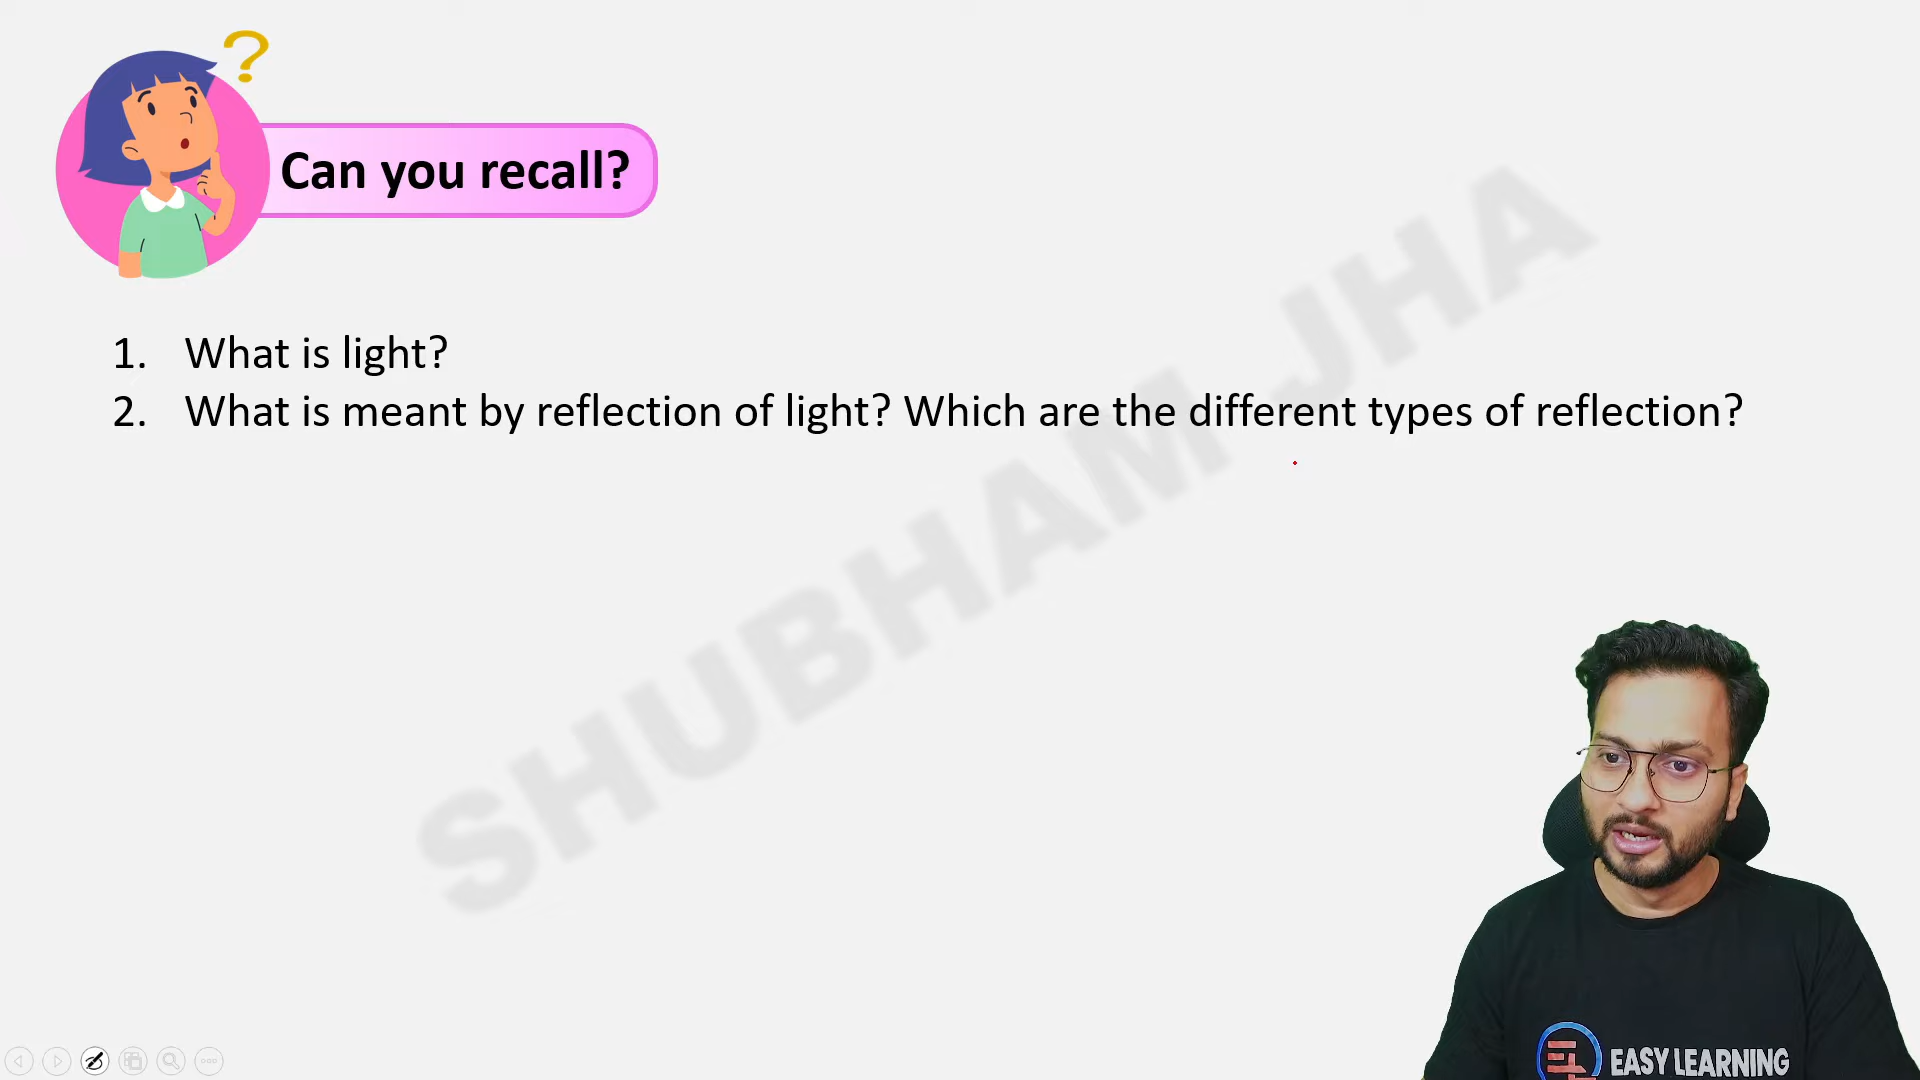 ?
Can you recall?
1. What is light?
2. What is meant by reflection of light? Which are the different types of reflection?
SHUBHAM JHA
EL
EASY LEARNING